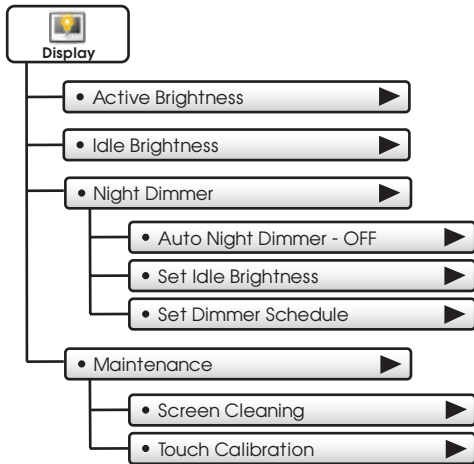 Display
• Active Brightness
• Idle Brightness
• Night Dimmer
• Auto Night Dimmer - OFF
• Set Idle Brightness
• Set Dimmer Schedule
• Maintenance
• Screen Cleaning
• Touch Calibration